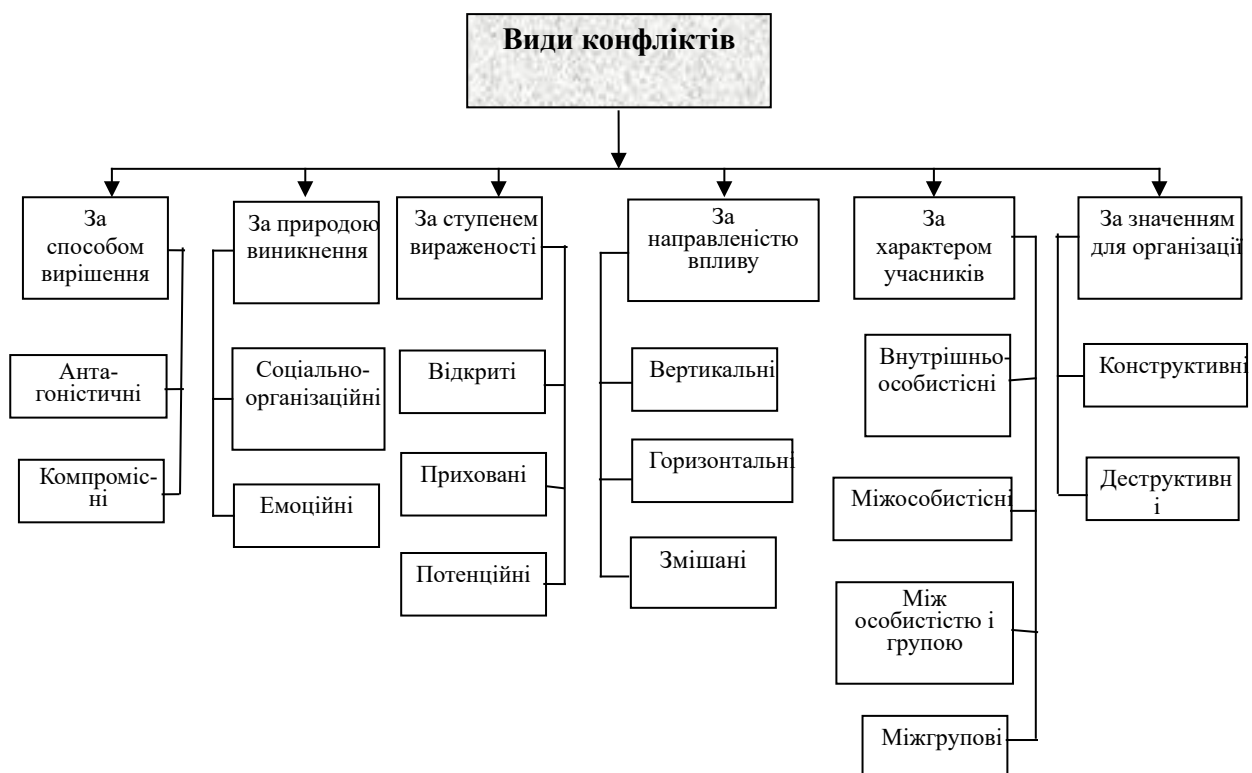 Види конфліктів
За
способом
вирішення
За природою
виникнення
За ступенем
вираженості
За
направленістю
впливу
За
характером
учасників
За значенням
для організації
Анта-
гоністичні
Компроміс-
ні
Соціально-
організаційні
Емоційні
Відкриті
Приховані
Потенційні
Вертикальні
Горизонтальні
Змішані
Внутрішньо-
особистісні
Міжособистісні
Між
особистістю і
групою
Міжгрупові
Конструктивні
Деструктивн
і